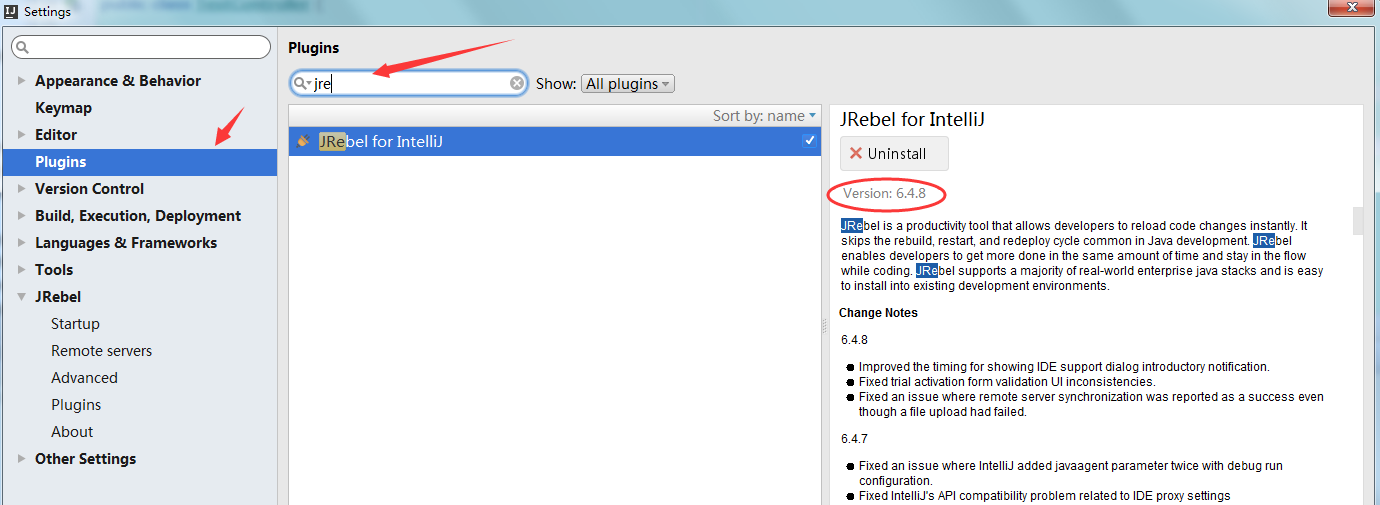 Settings
Plugins
jre
Show: All plugins
Appearance & Behavior
Keymap
Editor
Plugins
Version Control
Build, Execution, Deployment
Languages & Frameworks
Tools
JRebel
Startup
Remote servers
Advanced
Plugins
About
Other Settings
Sort by: name
JRebel for IntelliJ
JRebel for IntelliJ
Uninstall
Version: 6.4.8
JRebel is a productivity tool that allows developers to reload code changes instantly. It
skips the rebuild, restart, and redeploy cycle common in Java development. JRebel
enables developers to get more done in the same amount of time and stay in the flow
while coding. JRebel supports a majority of real-world enterprise java stacks and is easy
to install into existing development environments.
Change Notes
6.4.8
● Improved the timing for showing IDE support dialog introductory notification.
● Fixed trial activation form validation UI inconsistencies.
● Fixed an issue where remote server synchronization was reported as a success even
though a file upload had failed.
6.4.7
● Fixed an issue where IntelliJ added javaagent parameter twice with debug run
configuration.
● Fixed IntelliJ's API compatibility problem related to IDE proxy settings